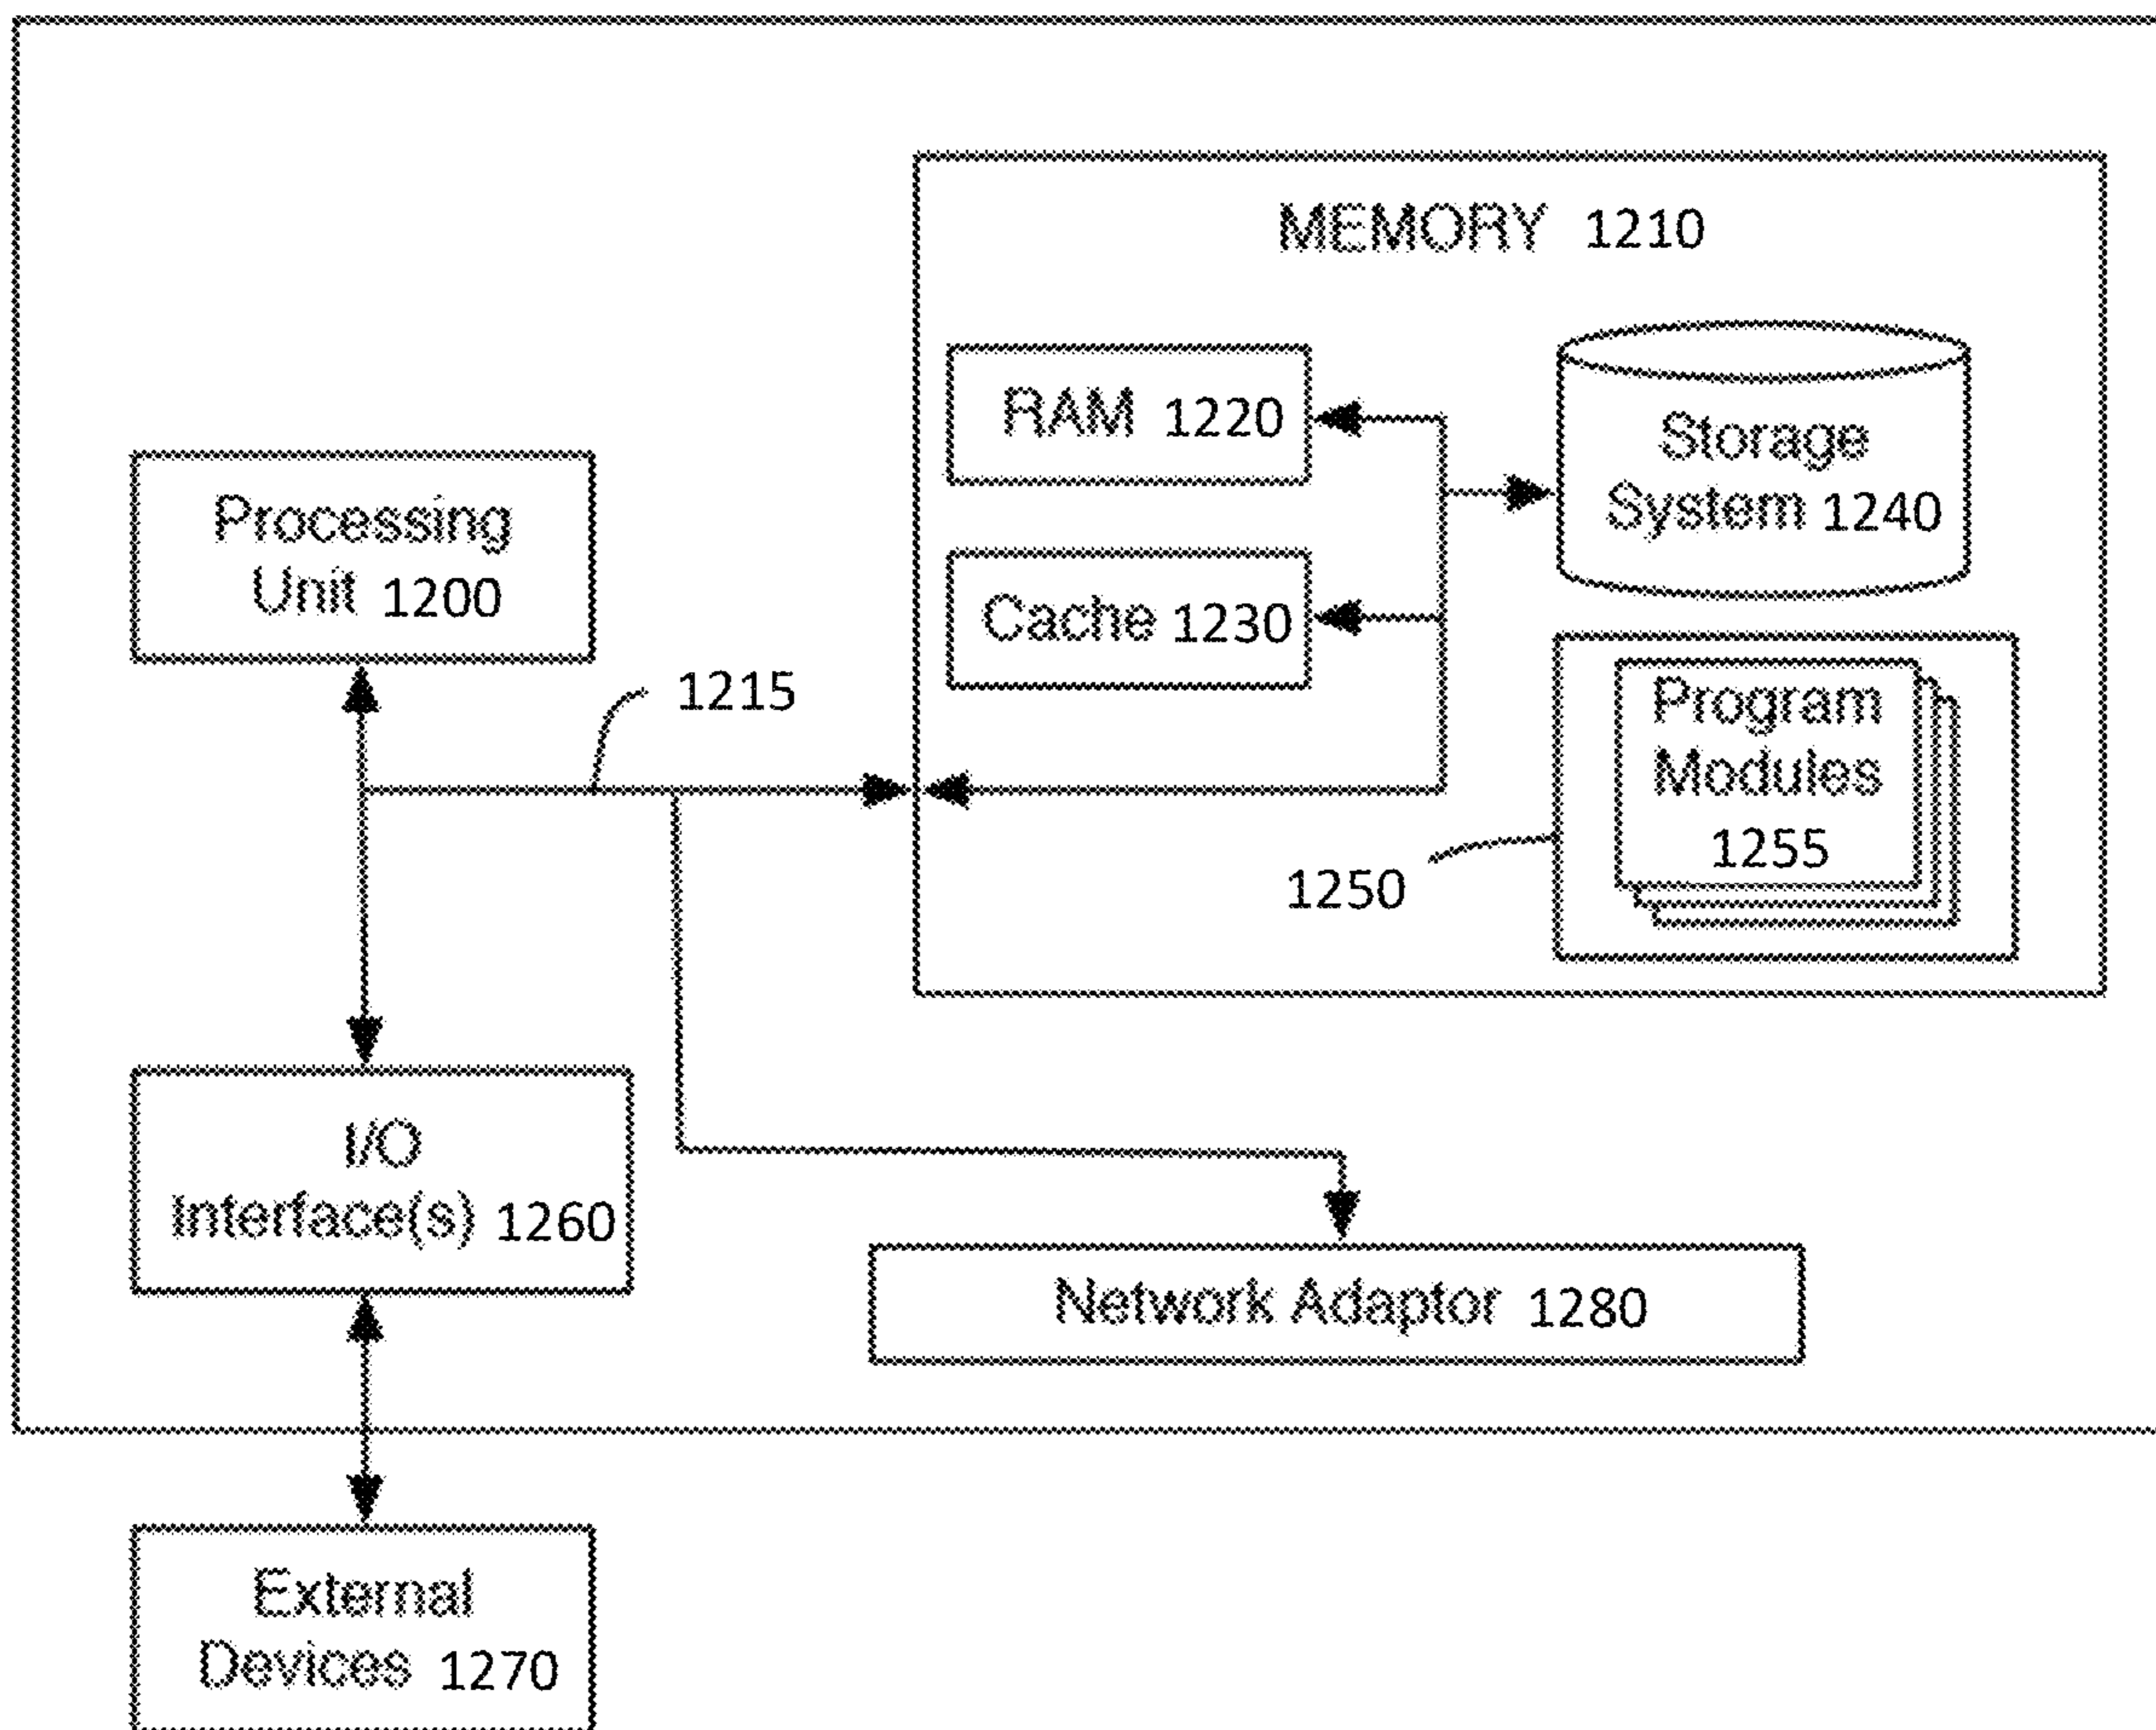 MEMORY 1210
RAM 1220
Storage
System 1240
Processing
Unit 1200
Cache 1230
1215
Program
Modules
1255
1250
I/O
Interface(s) 1260
Network Adaptor 1280
External
Devices 1270